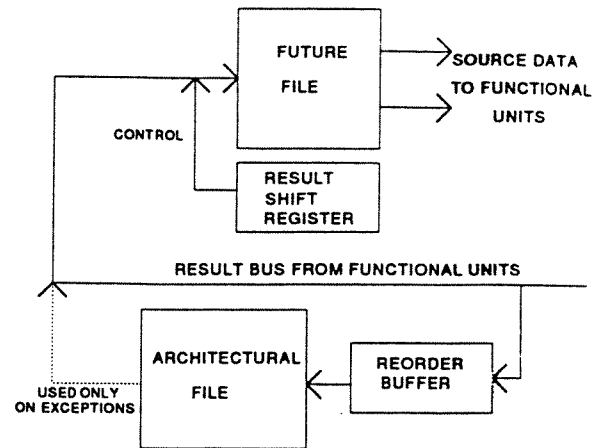 FUTURE
FILE
SOURCE DATA
TO FUNCTIONAL
UNITS
CONTROL
RESULT
SHIFT
REGISTER
RESULT BUS FROM FUNCTIONAL UNITS
ARCHITECTURAL
FILE
REORDER
BUFFER
USED ONLY
ON EXCEPTIONS